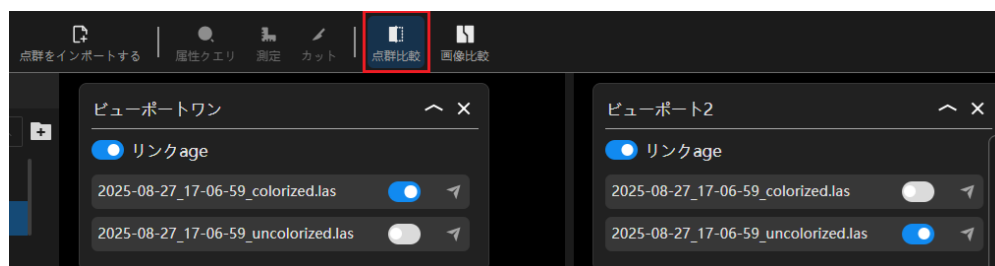 点群をインポートする 属性クエリ 測定 カット 点群比較 画像比較
ビューポートワン
リンクage
2025-08-27_17-06-59_colorized.las
2025-08-27_17-06-59_uncolorized.las
ビューポート2
リンクage
2025-08-27_17-06-59_colorized.las
2025-08-27_17-06-59_uncolorized.las